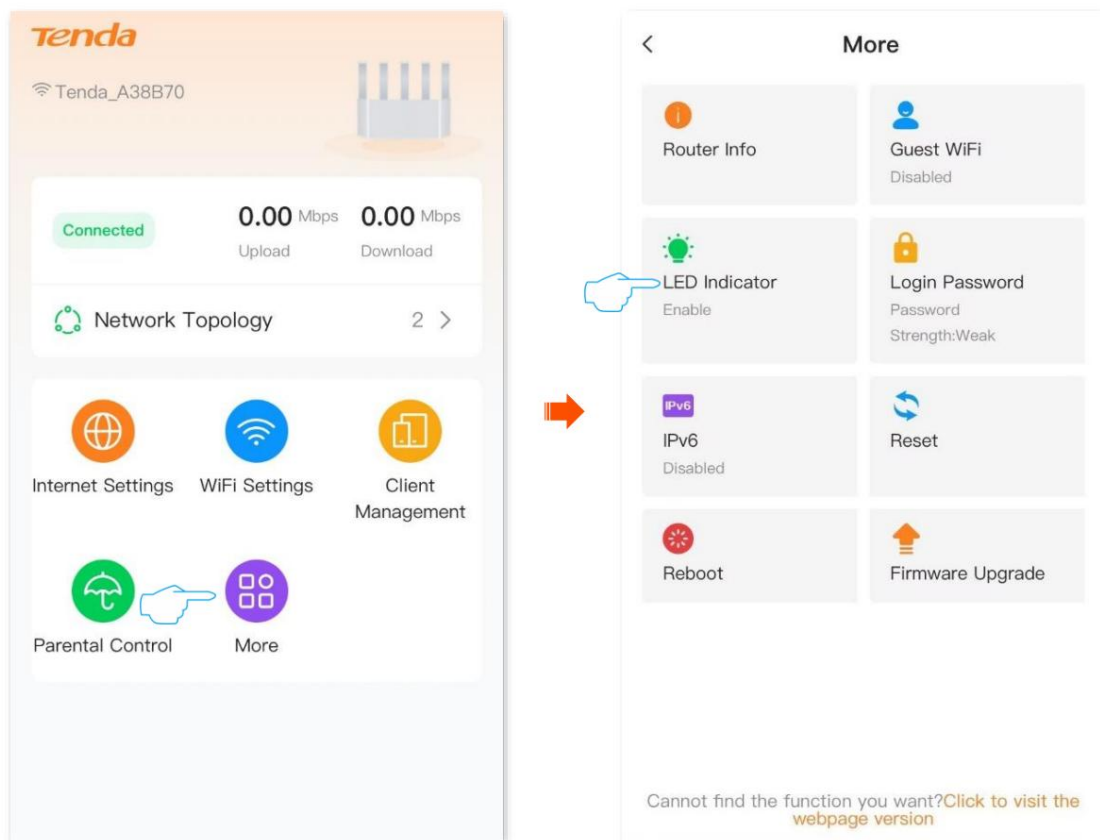 Tenda
Tenda_A38B70
Connected
0.00 Mbps
Upload
0.00 Mbps
Download
Network Topology
2
Internet Settings
WiFi Settings
Client
Management
Parental Control
More
More
Router Info
Guest WiFi
Disabled
LED Indicator
Enable
Login Password
Password
Strength:Weak
IPv6
IPv6
Disabled
Reset
Reboot
Firmware Upgrade
Cannot find the function you want?Click to visit the
webpage version